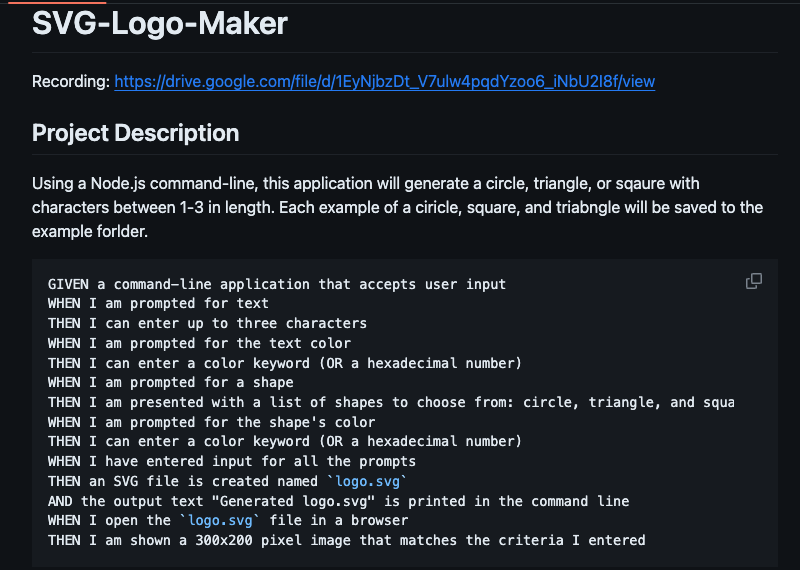 SVG-Logo-Maker
Recording: https://drive.google.com/file/d/1EyNjbzDt_V7ulw4pqdYzoo6_iNbU2I8f/view
Project Description
Using a Node.js command-line, this application will generate a circle, triangle, or sqaure with
characters between 1-3 in length. Each example of a ciricle, square, and triabngle will be saved to the
example forlder.
GIVEN a command-line application that accepts user input
WHEN I am prompted for text
THEN I can enter up to three characters
WHEN I am prompted for the text color
THEN I can enter a color keyword (OR a hexadecimal number)
WHEN I am prompted for a shape
THEN I am presented with a list of shapes to choose from: circle, triangle, and squa
WHEN I am prompted for the shape's color
THEN I can enter a color keyword (OR a hexadecimal number)
WHEN I have entered input for all the prompts
THEN an SVG file is created named `logo.svg`
AND the output text "Generated logo.svg" is printed in the command line
WHEN I open the `logo.svg` file in a browser
THEN I am shown a 300x200 pixel image that matches the criteria I entered